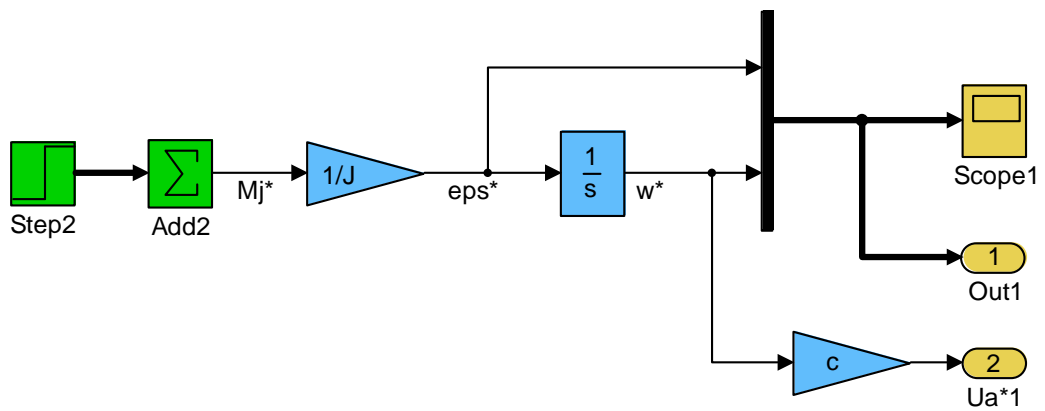 Step2
Σ
Add2
Mj*
1/J
eps*
1
s
w*
Scope1
1
Out1
c
2
Ua*1